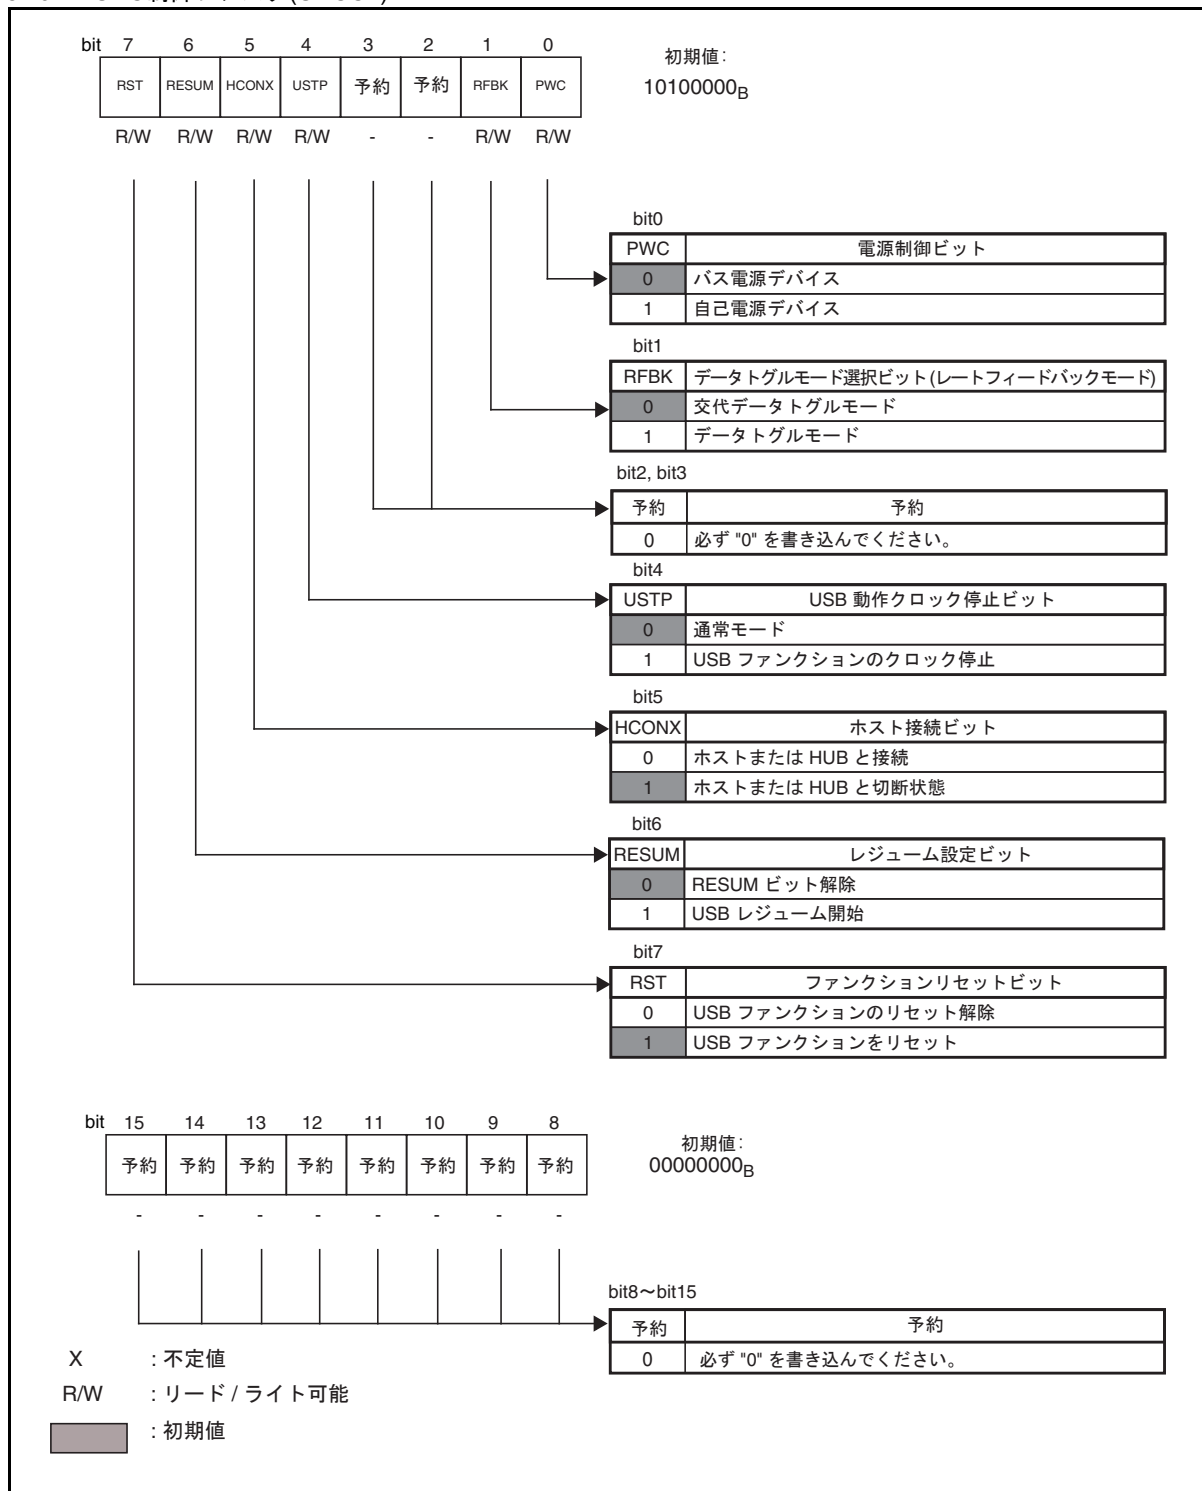 bit 7 6 5 4 3 2 1 0
初期値:
RST RESUM HCONX USTP 予約 予約 RFBK PWC
10100000B
R/W R/W R/W R/W - - R/W R/W
bit0
PWC 電源制御ビット
0 バス電源デバイス
1 自己電源デバイス
bit1
RFBK データトグルモード選択ビット(レートフィードバックモード)
0 交代データトグルモード
1 データトグルモード
bit2, bit3
予約 予約
0 必ず "0" を書き込んでください。
bit4
USTP USB 動作クロック停止ビット
0 通常モード
1 USB ファンクションのクロック停止
bit5
HCONX ホスト接続ビット
0 ホストまたは HUB と接続
1 ホストまたは HUB と切断状態
bit6
RESUM レジューム設定ビット
0 RESUM ビット解除
1 USB レジューム開始
bit7
RST ファンクションリセットビット
0 USB ファンクションのリセット解除
1 USB ファンクションをリセット
bit 15 14 13 12 11 10 9 8
初期値:
予約 予約 予約 予約 予約 予約 予約 予約
00000000B
- - - - - - - -
bit8〜bit15
予約 予約
0 必ず "0" を書き込んでください。
X : 不定値
R/W : リード / ライト可能
: 初期値